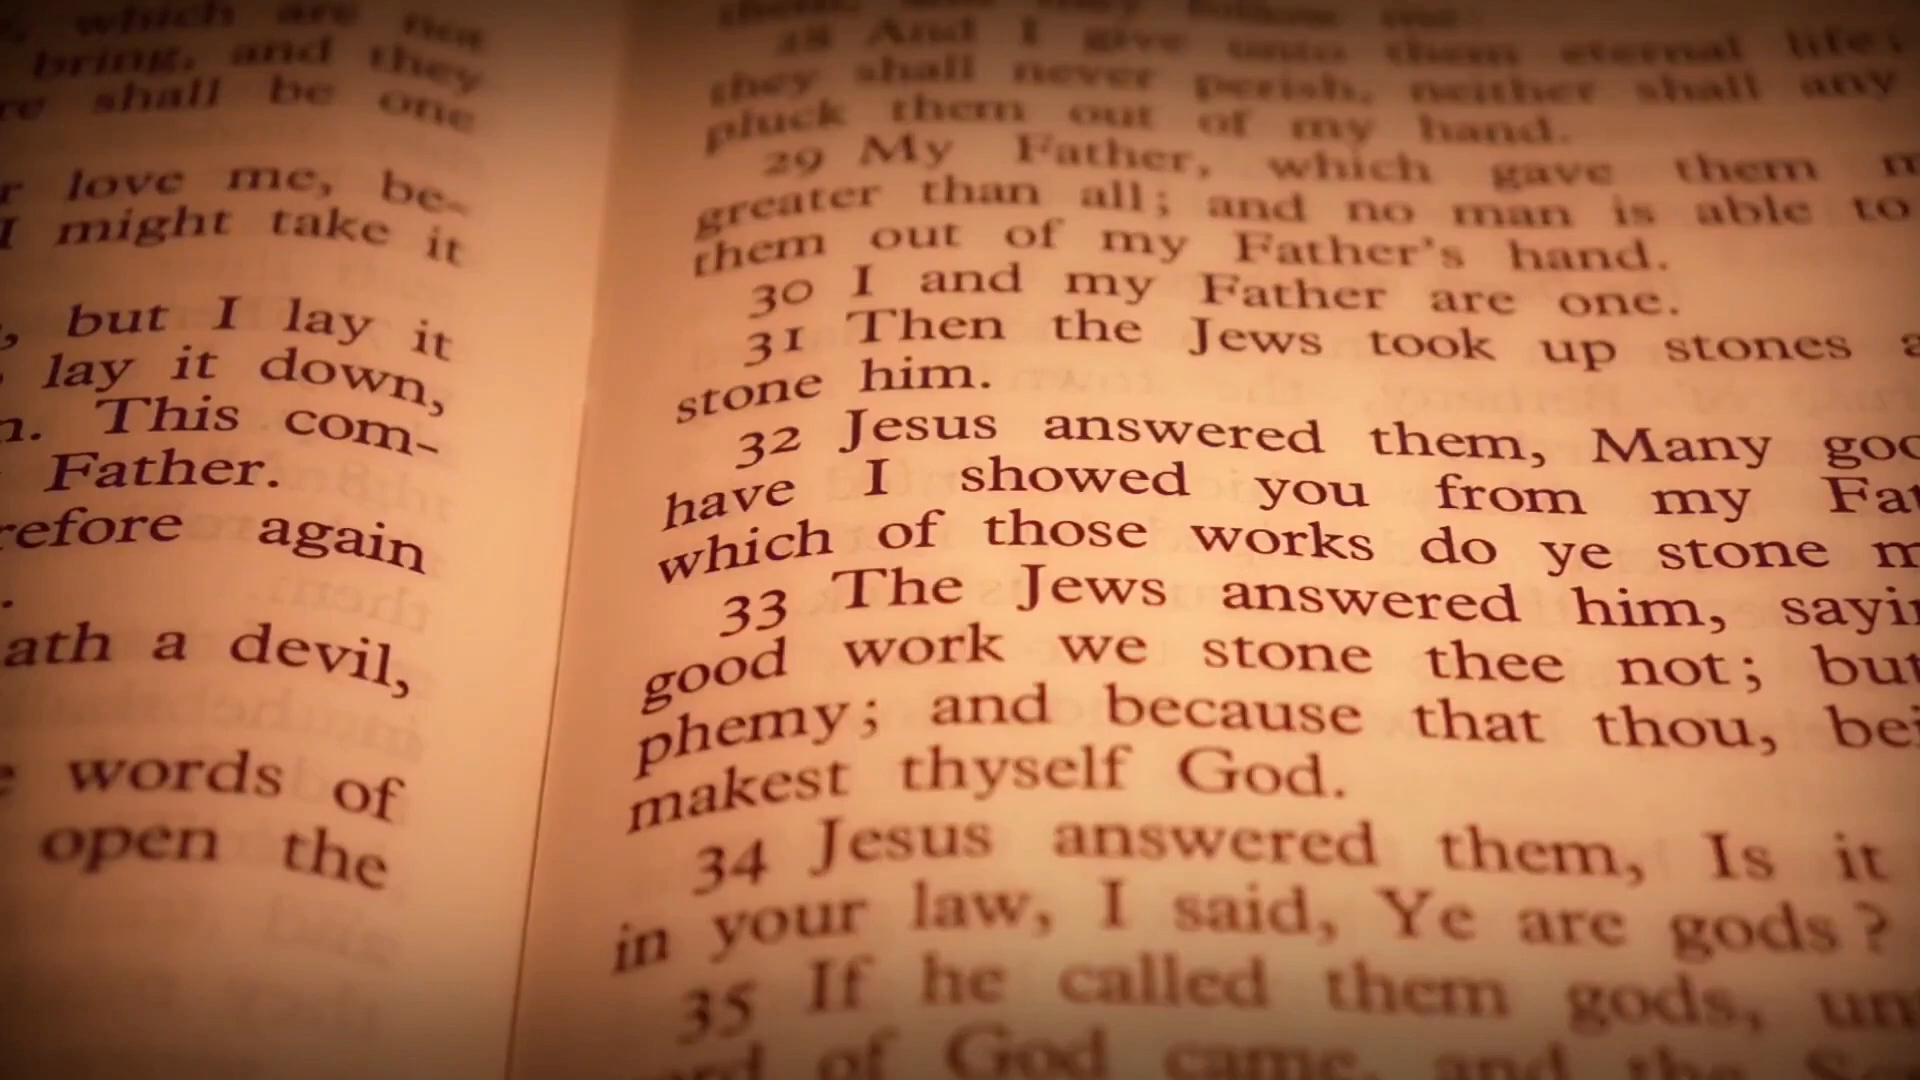 which are not
bring, and they
re shall be one
r love me, be-
I might take it
, but I lay it
lay it down,
n. This com-
Father.
refore again
.
ath a devil,
e words of
open the
28 And I give unto them eternal life;
they shall never perish, neither shall any
pluck them out of my hand.
29 My Father, which gave them m
greater than all; and no man is able to
them out of my Father's hand.
30 I and my Father are one.
31 Then the Jews took up stones a
stone him.
32 Jesus answered them, Many goo
have I showed you from my Fat
which of those works do ye stone m
33 The Jews answered him, sayin
good work we stone thee not; but
phemy; and because that thou, bei
makest thyself God.
34 Jesus answered them, Is it
in your law, I said, Ye are gods?
35 If he called them gods, un
of God came, and the